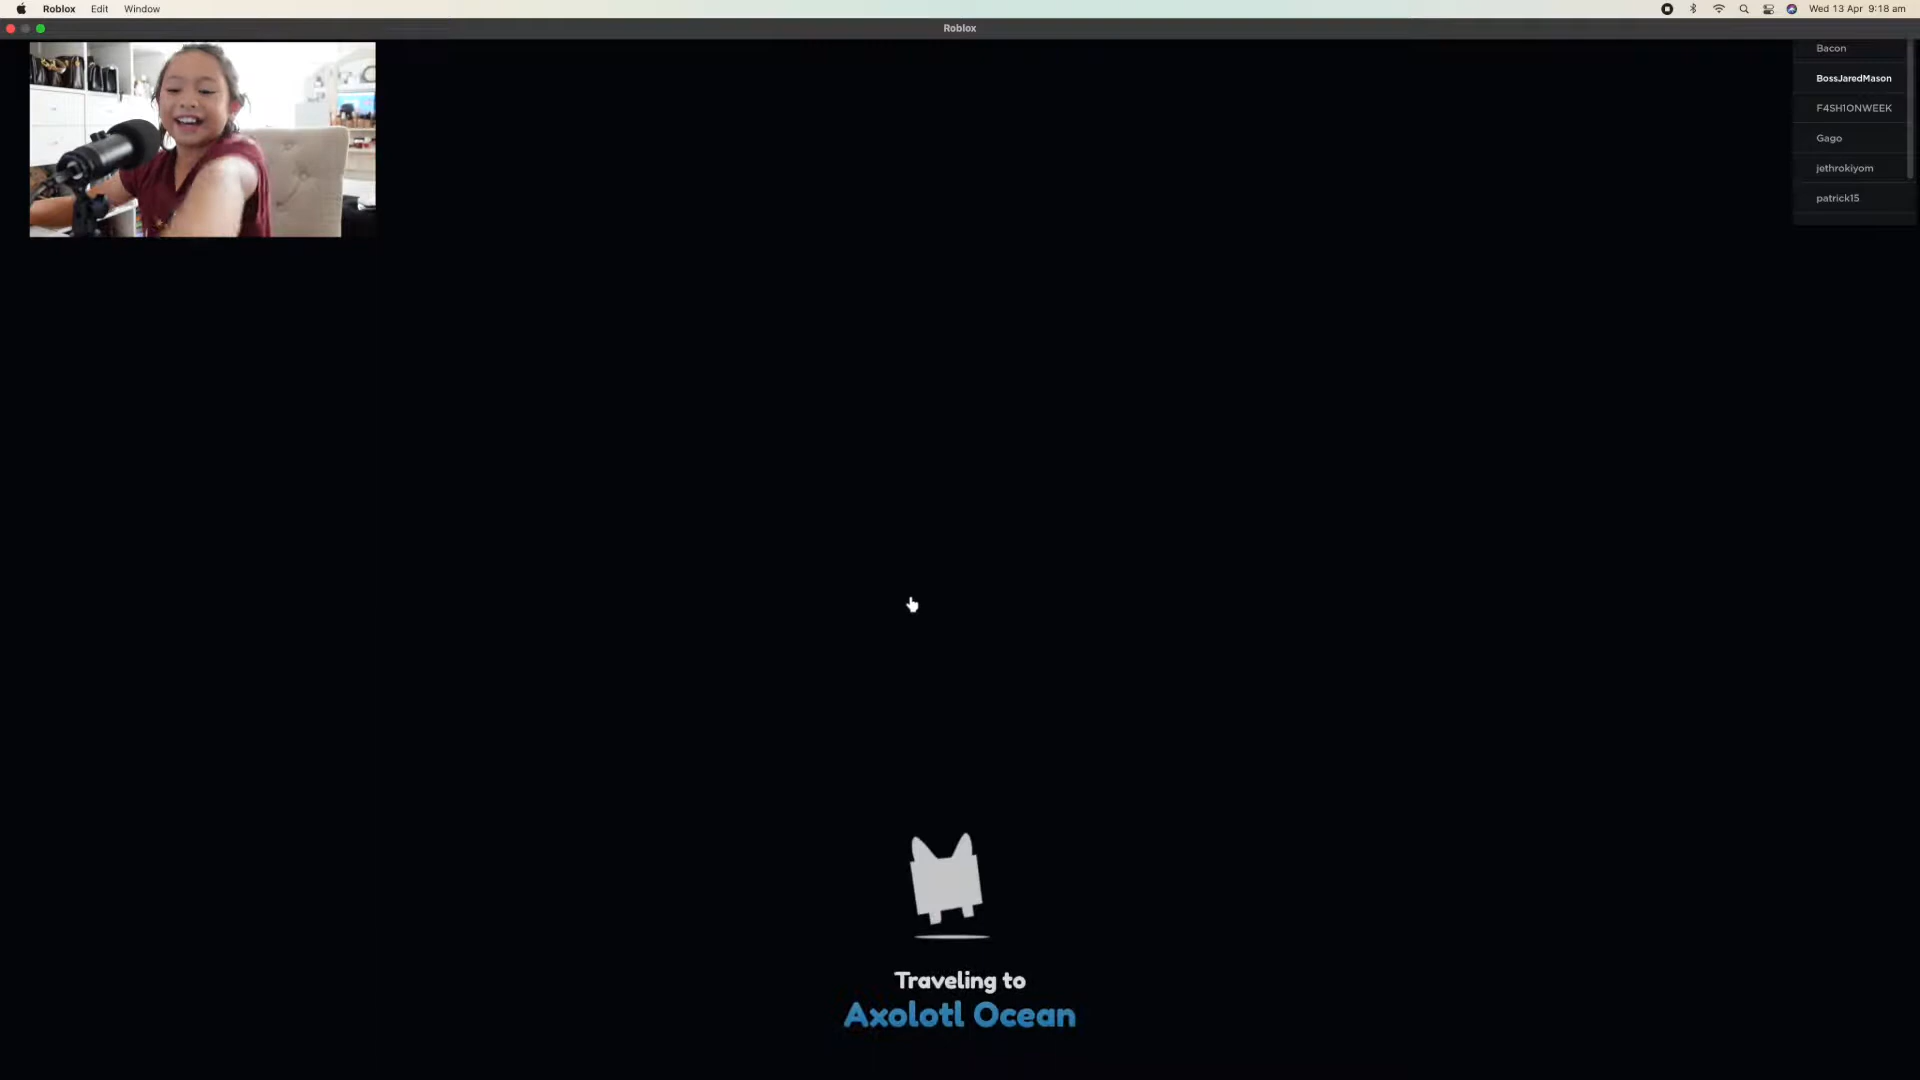 Roblox Edit Window
Wed 13 Apr 9:18 am
Roblox
Bacon
BossJaredMason
F4SH1ONWEEK
Gago
jethrokiyom
patrick15
Traveling to
Axolotl Ocean